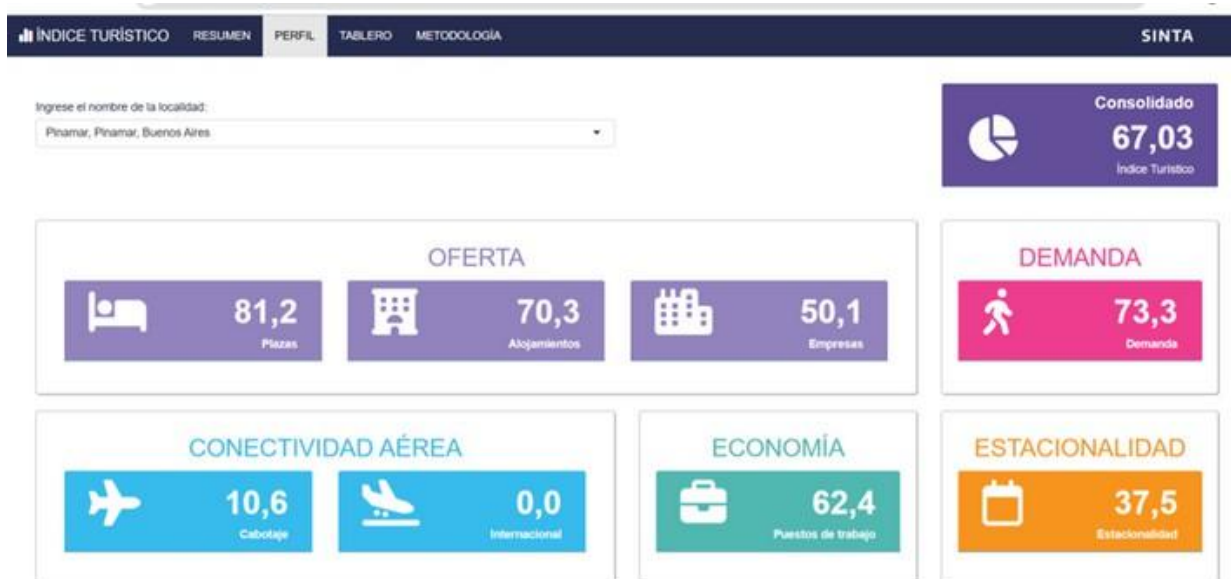 ÍNDICE TURÍSTICO RESUMEN PERFIL TABLERO METODOLOGÍA SINTA
Ingrese el nombre de la localidad:
Pinamar, Pinamar, Buenos Aires
Consolidado
67,03
Índice Turístico
OFERTA
81,2
Plazas
70,3
Alojamientos
50,1
Empresas
DEMANDA
73,3
Demanda
CONECTIVIDAD AÉREA
10,6
Cabotaje
0,0
Internacional
ECONOMÍA
62,4
Puestos de trabajo
ESTACIONALIDAD
37,5
Estacionalidad